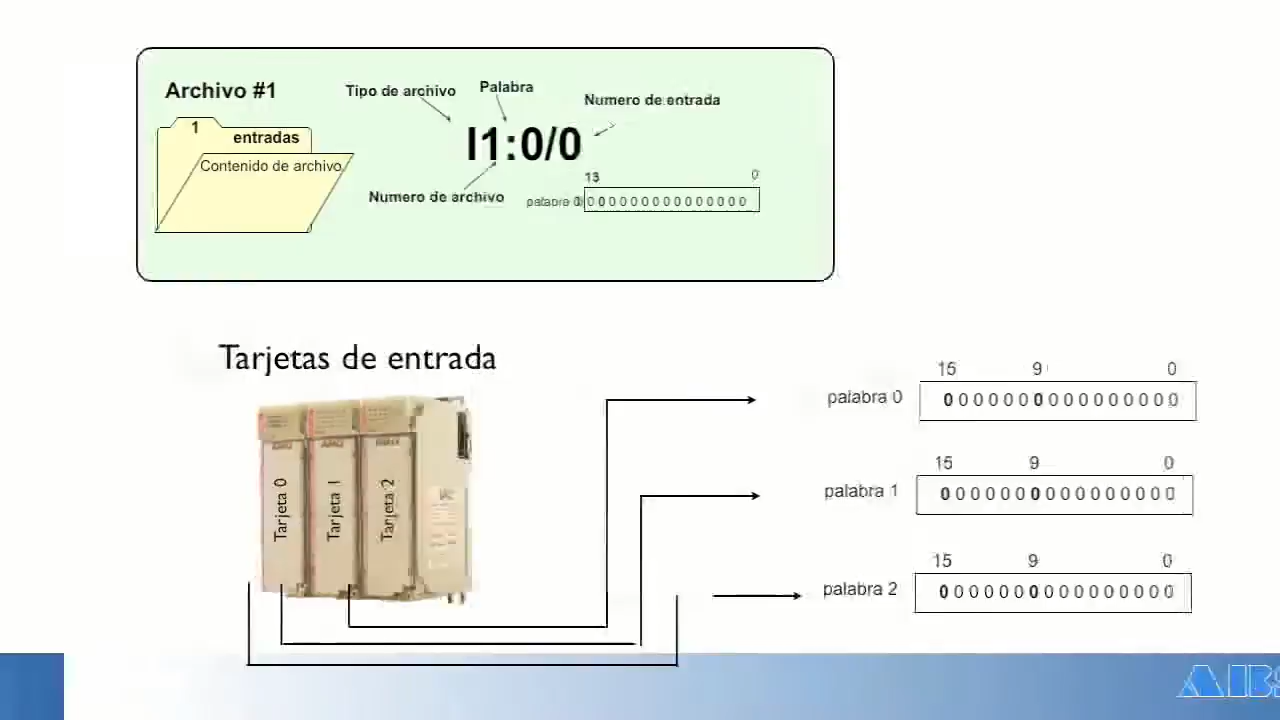 Archivo #1
1
entradas
Contenido de archivo
Tipo de archivo
Palabra
Numero de entrada
I1:0/0
Numero de archivo
0
palabra
0 0 0 0 0 0 0 0 0 0 0 0 0 0 0
Tarjetas de entrada
Tarjeta 0
Tarjeta 1
Tarjeta 2
15 9 0
palabra 0
0 0 0 0 0 0 0 0 0 0 0 0 0 0 0 0
15 9 0
palabra 1
0 0 0 0 0 0 0 0 0 0 0 0 0 0 0 0
15 9 0
palabra 2
0 0 0 0 0 0 0 0 0 0 0 0 0 0 0 0